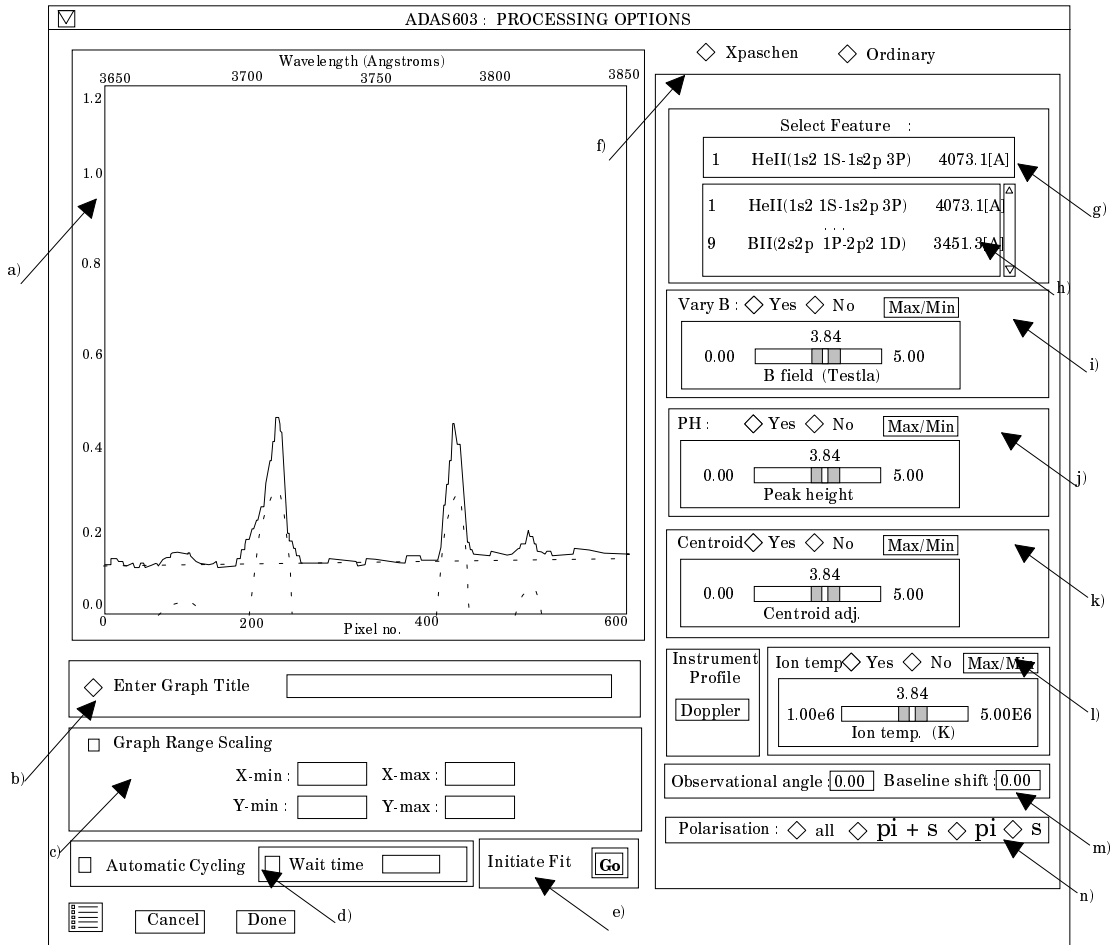 ADAS603 : PROCESSING OPTIONS
Wavelength (Angstroms)
3650 3700 3750 3800 3850
1.2
1.0
0.8
0.6
0.4
0.2
0.0
0 200 400 600
Pixel no.
a)
Enter Graph Title
b)
Graph Range Scaling
X-min : X-max :
Y-min : Y-max :
c)
Automatic Cycling Wait time
d)
Initiate Fit Go
e)
Cancel Done
Xpaschen Ordinary
f)
Select Feature :
1 HeII(1s2 1S-1s2p 3P) 4073.1[A]
g)
1 HeII(1s2 1S-1s2p 3P) 4073.1[A]
. . .
9 BII(2s2p 1P-2p2 1D) 3451.3[A]
h)
Vary B : Yes No Max/Min
3.84
0.00 5.00
B field (Testla)
i)
PH : Yes No Max/Min
3.84
0.00 5.00
Peak height
j)
Centroid Yes No Max/Min
3.84
0.00 5.00
Centroid adj.
k)
Instrument
Profile
Doppler
Ion temp Yes No Max/Min
3.84
1.00e6 5.00E6
Ion temp. (K)
l)
Observational angle : 0.00 Baseline shift : 0.00
m)
Polarisation : all pi + s pi s
n)